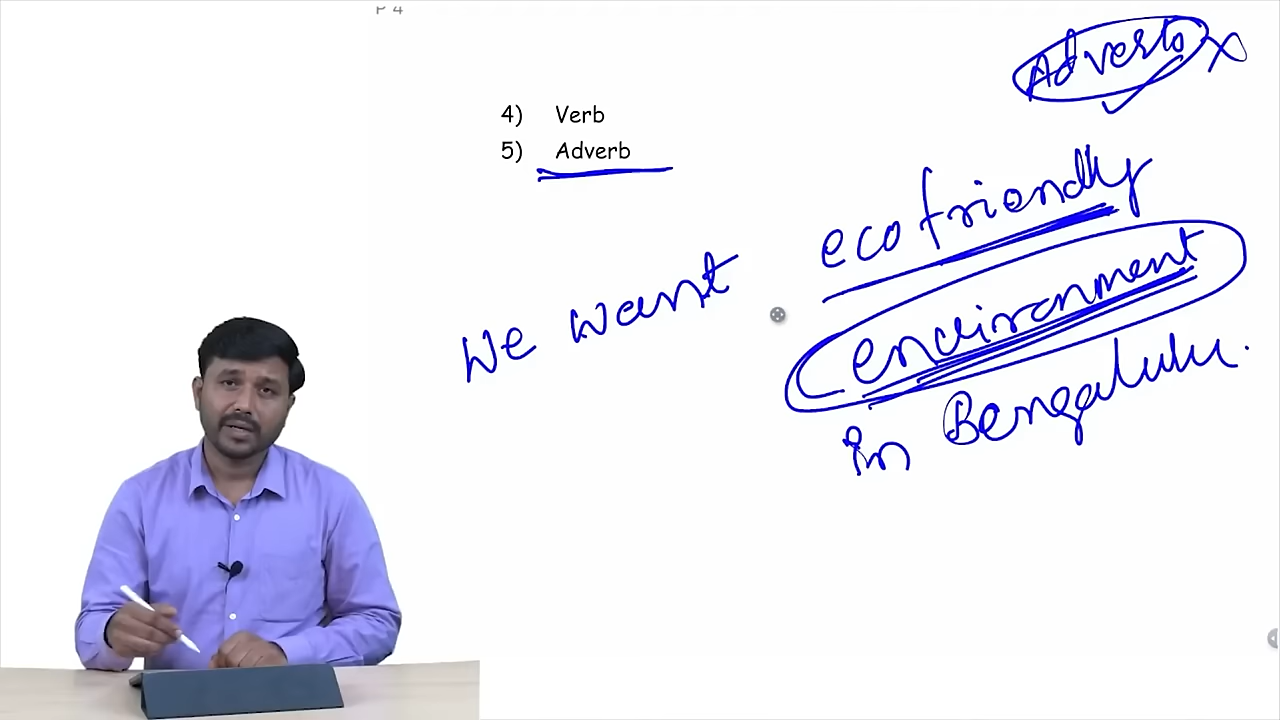 Adverb
4) Verb
5) Adverb
We want ecofriendly
environment
in Bengaluru.